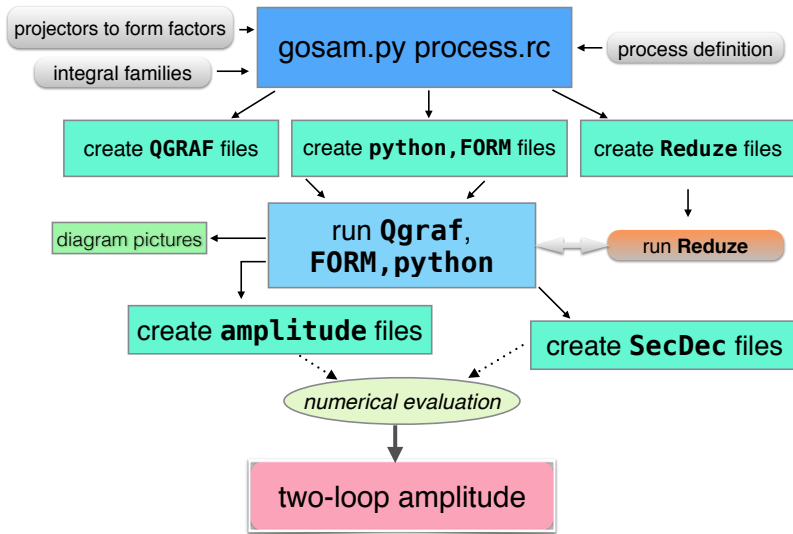 projectors to form factors
gosam.py process.rc
process definition
integral families
create QGRAF files
create python,FORM files
create Reduze files
diagram pictures
run Qgraf,
FORM,python
run Reduze
create amplitude files
create SecDec files
numerical evaluation
two-loop amplitude